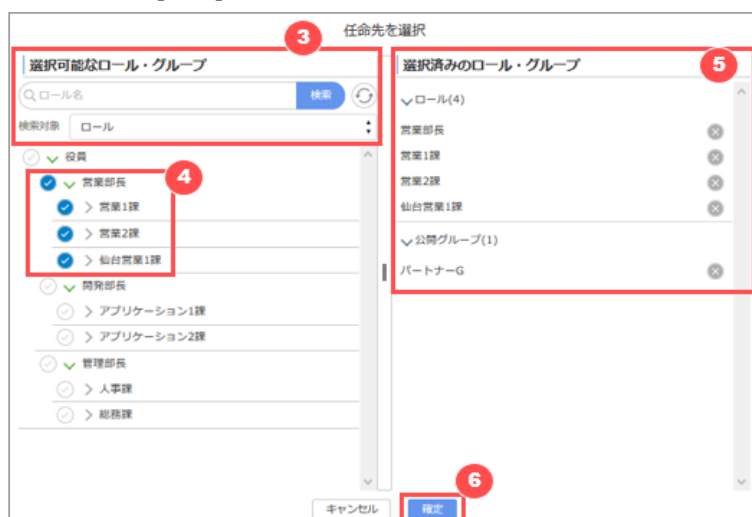 任命先を選択
3
選択可能なロール・グループ
ロール名
検索
検索対象 ロール
役員
4
営業部長
営業1課
営業2課
仙台営業1課
開発部長
アプリケーション1課
アプリケーション2課
管理部長
人事課
総務課
5
選択済みのロール・グループ
ロール(4)
営業部長
営業1課
営業2課
仙台営業1課
公開グループ(1)
パートナーG
6
キャンセル
確定